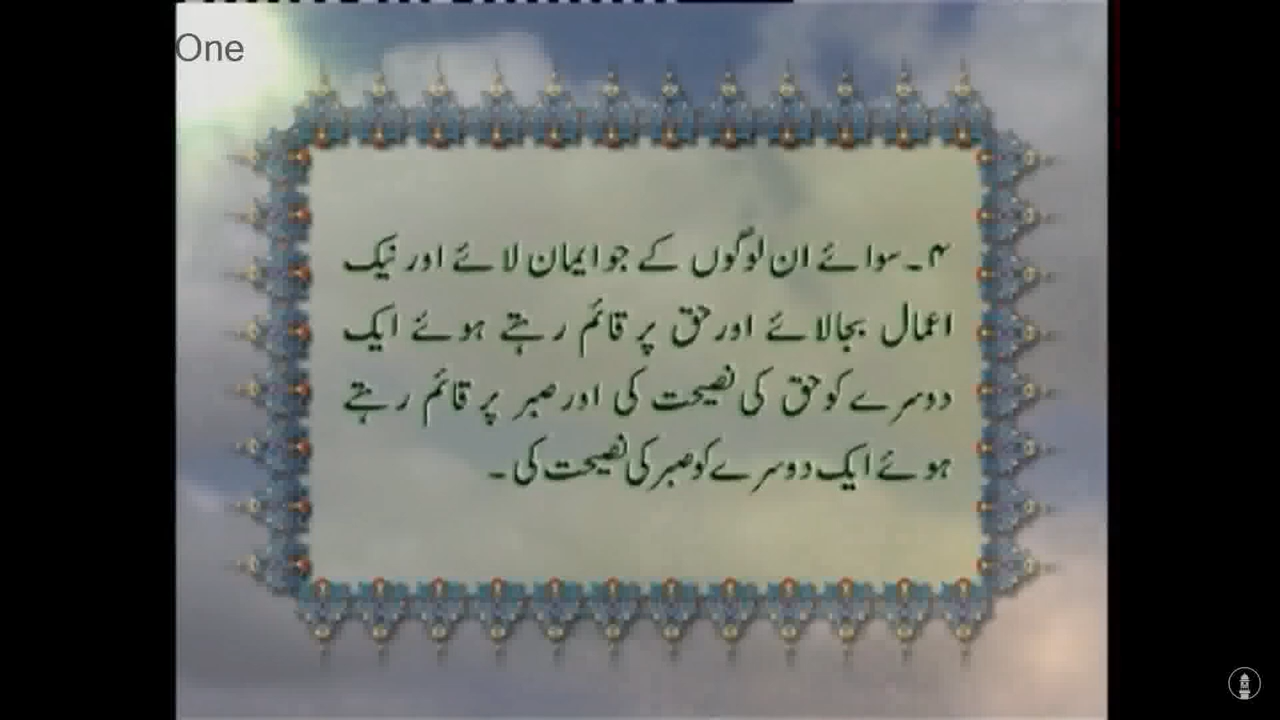 One
۴۔ سوائے ان لوگوں کے جو ایمان لائے اور نیک
اعمال بجالائے اور حق پر قائم رہتے ہوئے ایک
دوسرے کو حق کی نصیحت کی اور صبر پر قائم رہتے
ہوئے ایک دوسرے کو صبر کی نصیحت کی ۔